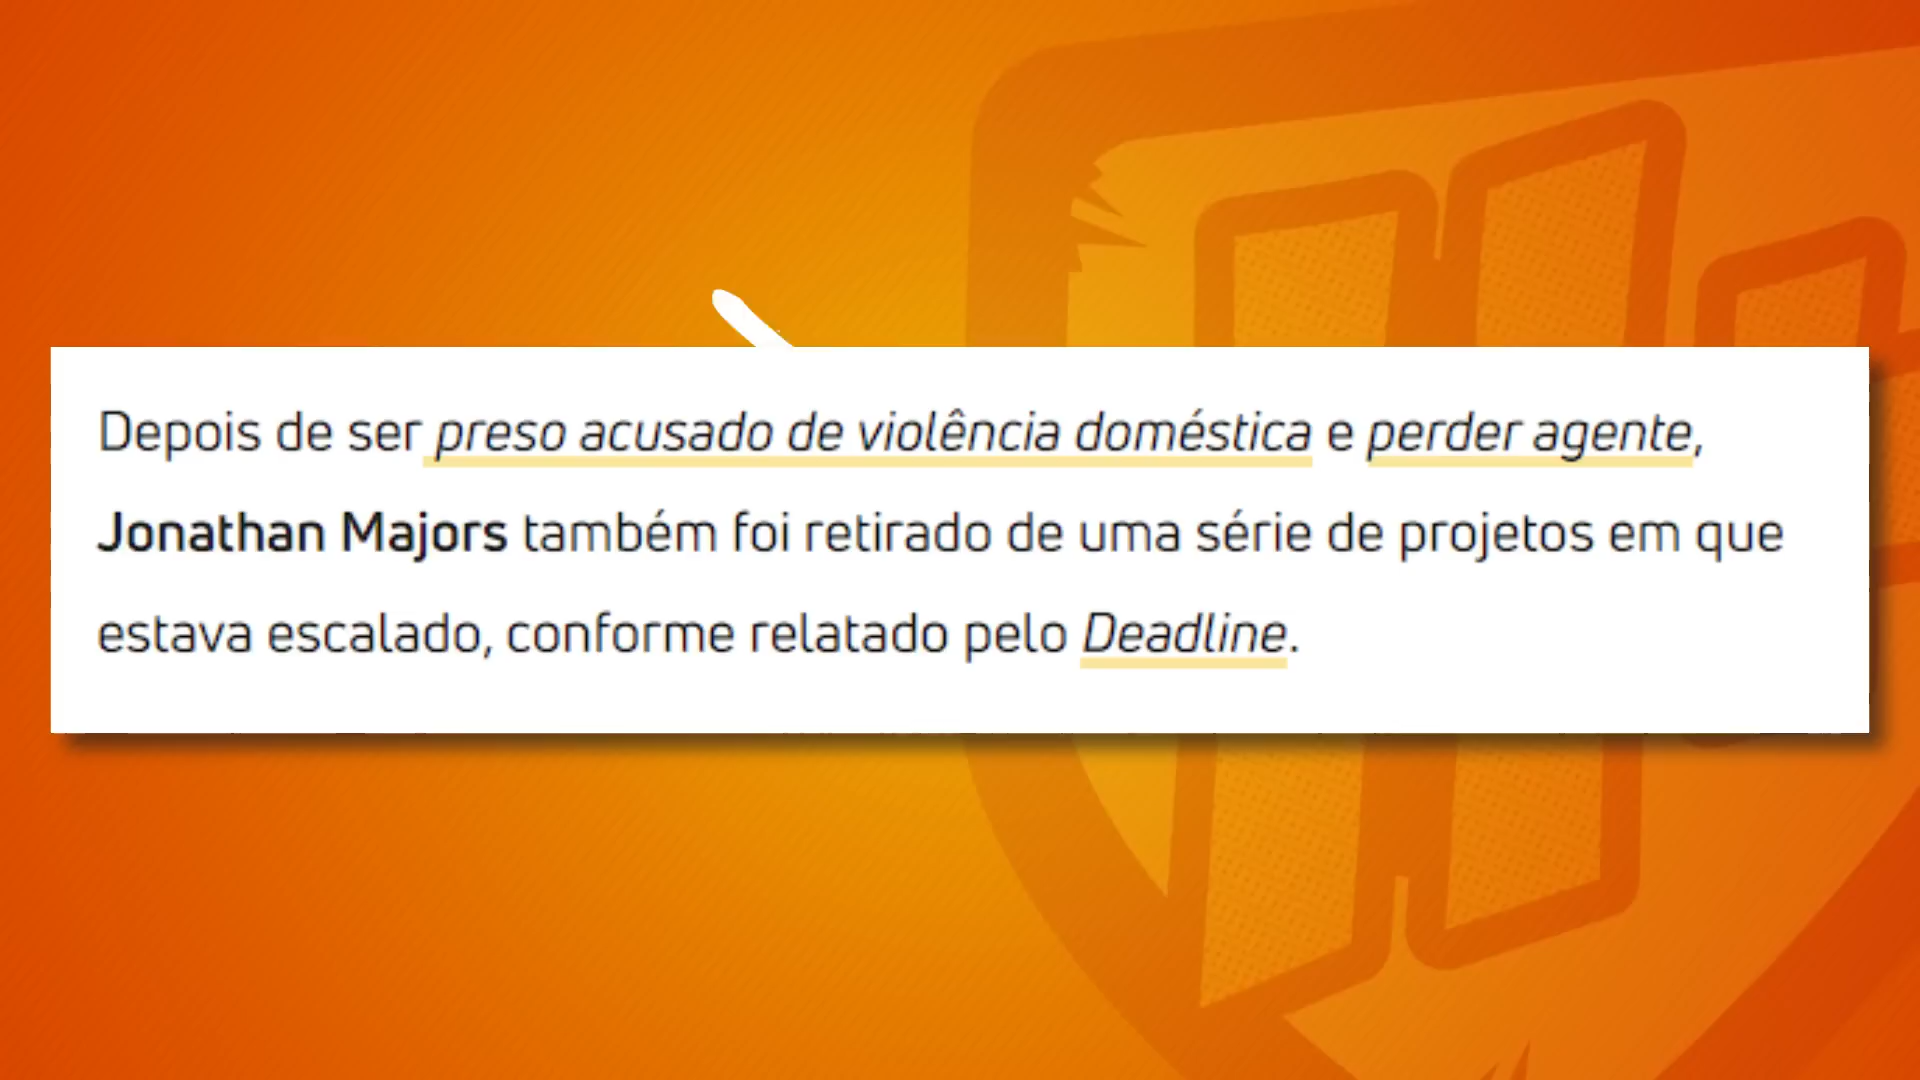 Depois de ser preso acusado de violência doméstica e perder agente,
Jonathan Majors também foi retirado de uma série de projetos em que
estava escalado, conforme relatado pelo Deadline.